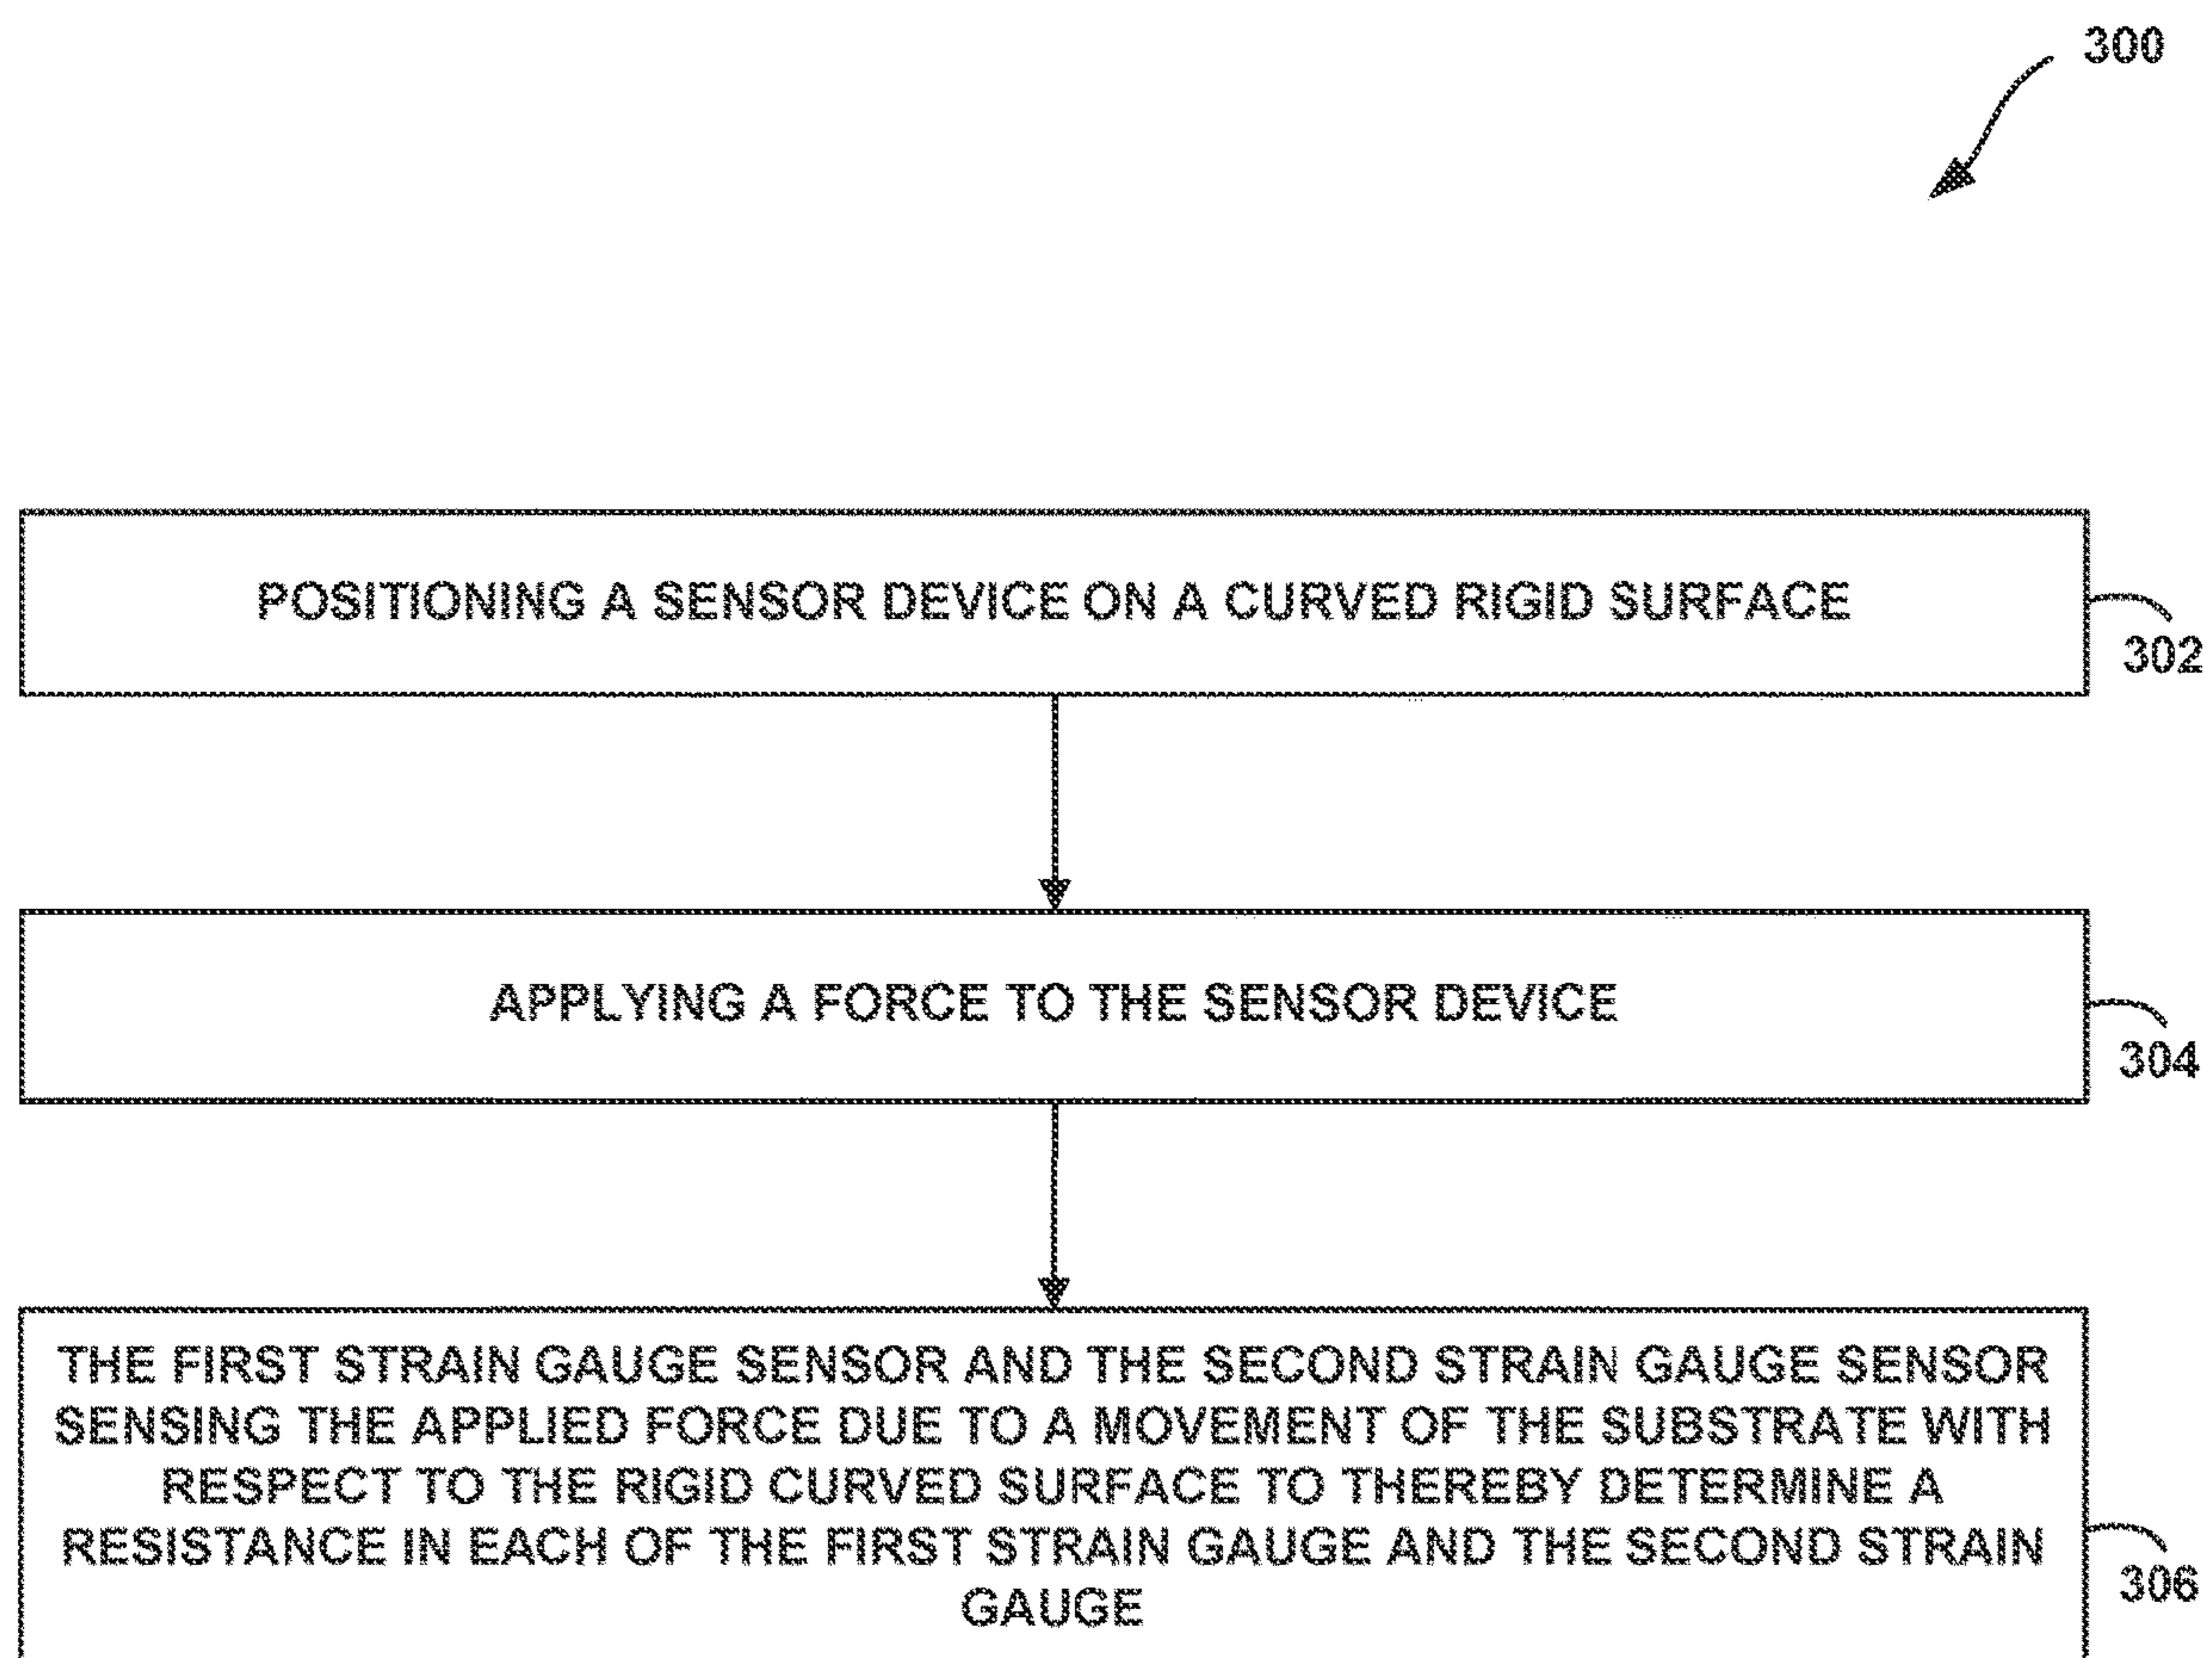 300
POSITIONING A SENSOR DEVICE ON A CURVED RIGID SURFACE
302
APPLYING A FORCE TO THE SENSOR DEVICE
304
THE FIRST STRAIN GAUGE SENSOR AND THE SECOND STRAIN GAUGE SENSOR
SENSING THE APPLIED FORCE DUE TO A MOVEMENT OF THE SUBSTRATE WITH
RESPECT TO THE RIGID CURVED SURFACE TO THEREBY DETERMINE A
RESISTANCE IN EACH OF THE FIRST STRAIN GAUGE AND THE SECOND STRAIN
GAUGE
306